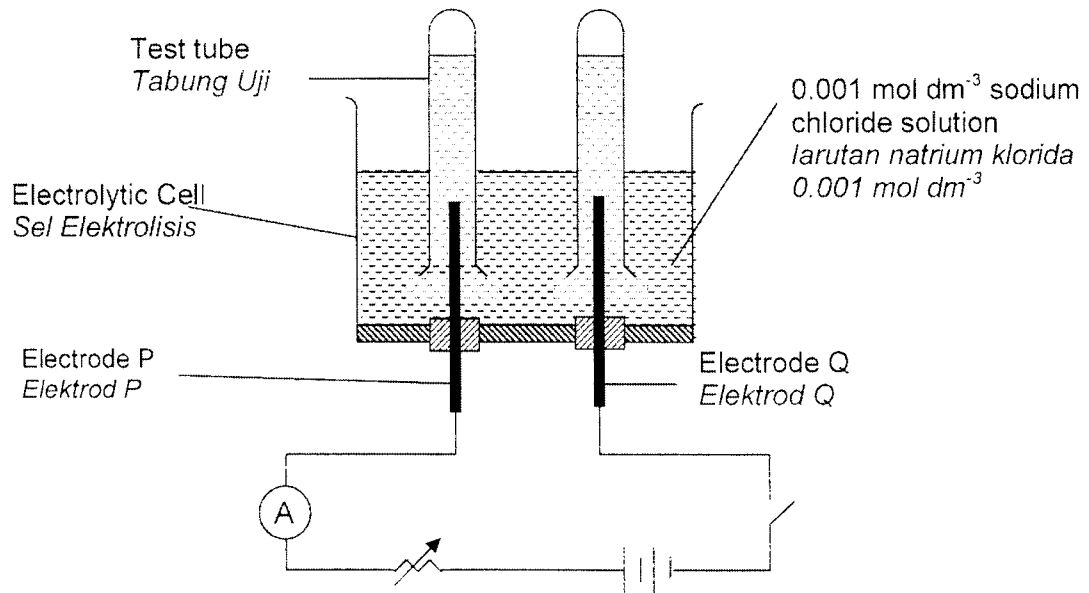 Test tube
Tabung Uji
0.001 mol dm⁻³ sodium
chloride solution
larutan natrium klorida
0.001 mol dm⁻³
Electrolytic Cell
Sel Elektrolisis
Electrode P
Elektrod P
Electrode Q
Elektrod Q
A